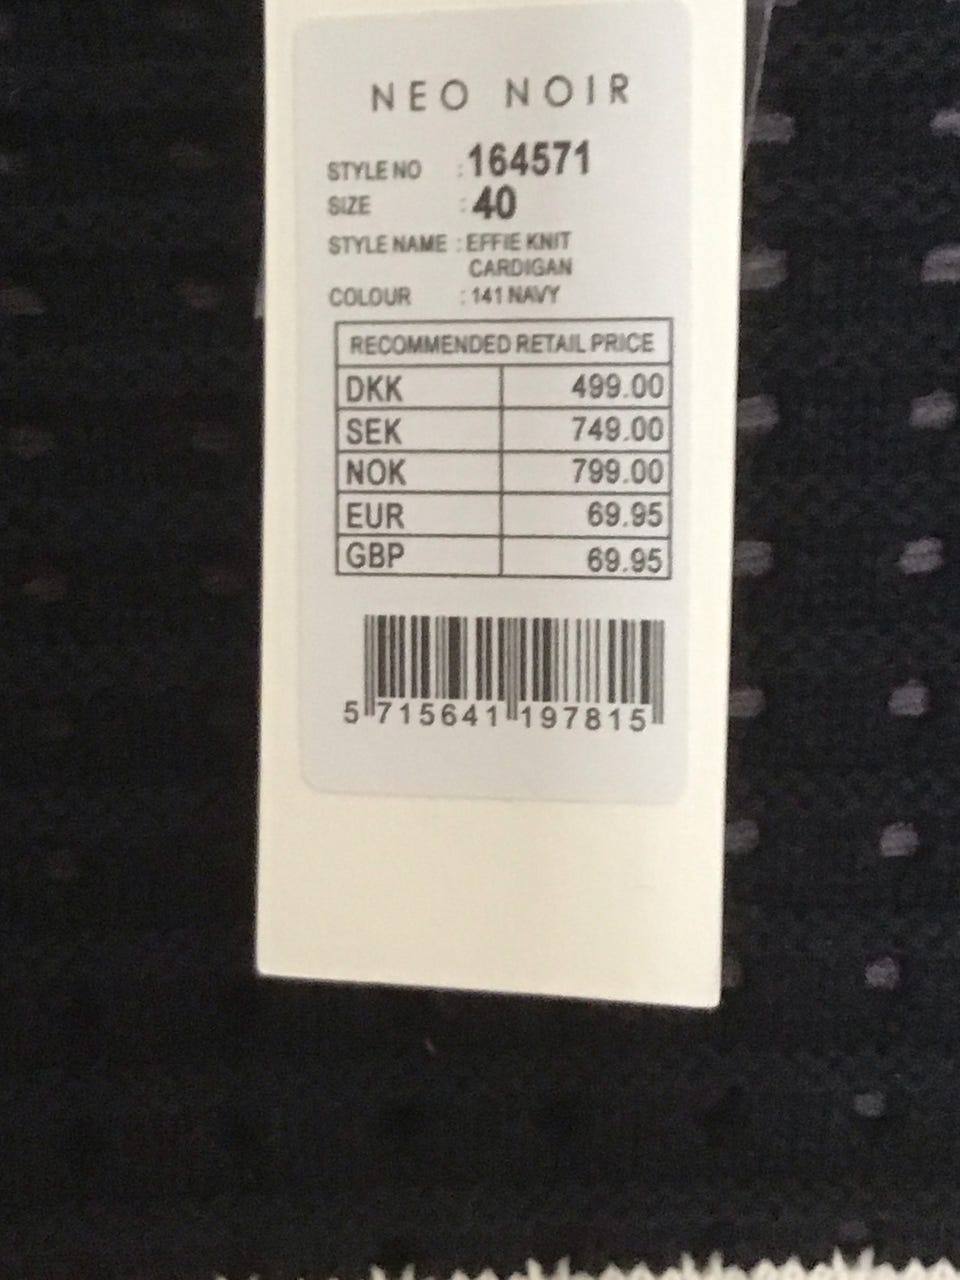 NEO NOIR
STYLE NO : 164571
SIZE : 40
STYLE NAME : EFFIE KNIT
CARDIGAN
COLOUR : 141 NAVY
RECOMMENDED RETAIL PRICE
DKK 499.00
SEK 749.00
NOK 799.00
EUR 69.95
GBP 69.95
5 715641 197815